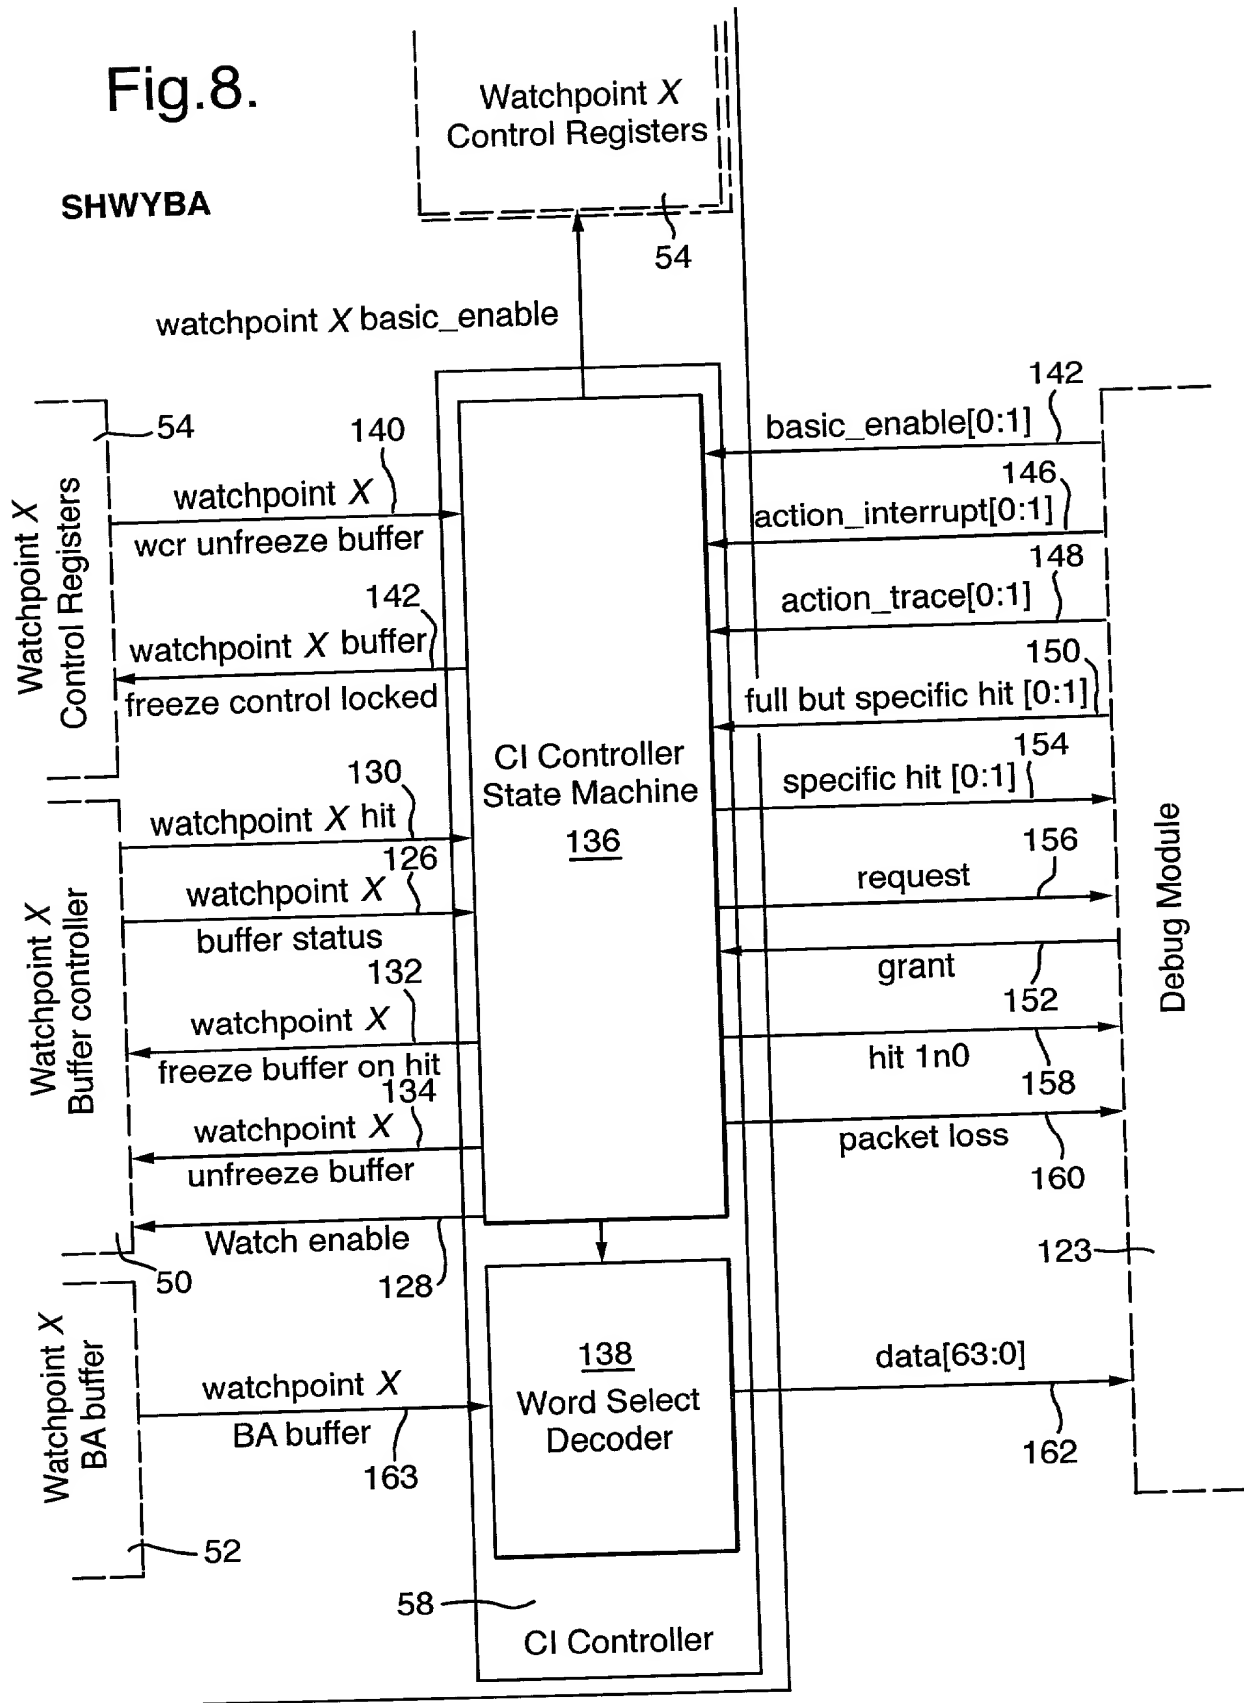 Fig.8.
SHWYBA
Watchpoint X
Control Registers
54
watchpoint X basic_enable
Watchpoint X
Control Registers
54
140
watchpoint X
wcr unfreeze buffer
142
watchpoint X buffer
freeze control locked
Watchpoint X
Buffer controller
130
watchpoint X hit
126
watchpoint X
buffer status
132
watchpoint X
freeze buffer on hit
134
watchpoint X
unfreeze buffer
Watch enable
128
50
Watchpoint X
BA buffer
watchpoint X
BA buffer
163
52
CI Controller
State Machine
136
138
Word Select
Decoder
58
CI Controller
142
basic_enable[0:1]
146
action_interrupt[0:1]
148
action_trace[0:1]
150
full but specific hit [0:1]
154
specific hit [0:1]
156
request
grant
152
hit 1n0
158
packet loss
160
123
Debug Module
data[63:0]
162